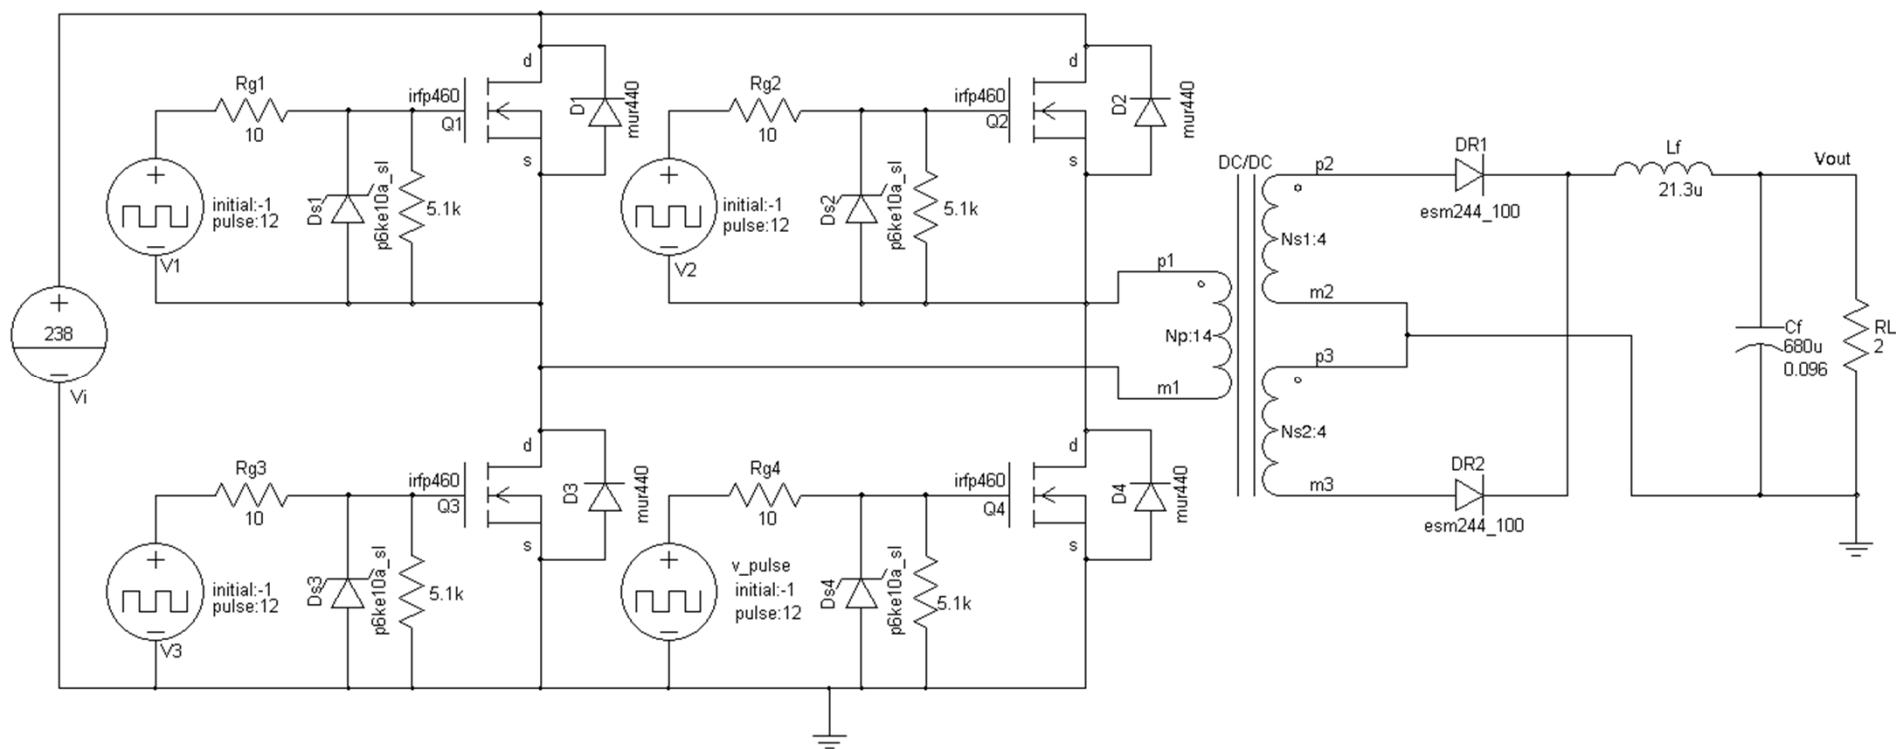 d
d
Rg1
irfp460
Q1
10
D1
mur440
Rg2
irfp460
Q2
10
D2
mur440
s
s
+
initial:-1
pulse:12
−
V1
Ds1
p6ke10a_sl
5.1k
+
initial:-1
pulse:12
−
V2
Ds2
p6ke10a_sl
5.1k
DC/DC
p2
DR1
esm244_100
Lf
21.3u
Vout
Ns1:4
p1
m2
Np:14
m1
p3
Ns2:4
m3
DR2
esm244_100
+
238
−
Vi
Cf
680u
0.096
RL
2
d
d
Rg3
irfp460
Q3
10
D3
mur440
Rg4
irfp460
Q4
10
D4
mur440
s
s
+
initial:-1
pulse:12
−
V3
Ds3
p6ke10a_sl
5.1k
+
v_pulse
initial:-1
pulse:12
−
Ds4
p6ke10a_sl
5.1k